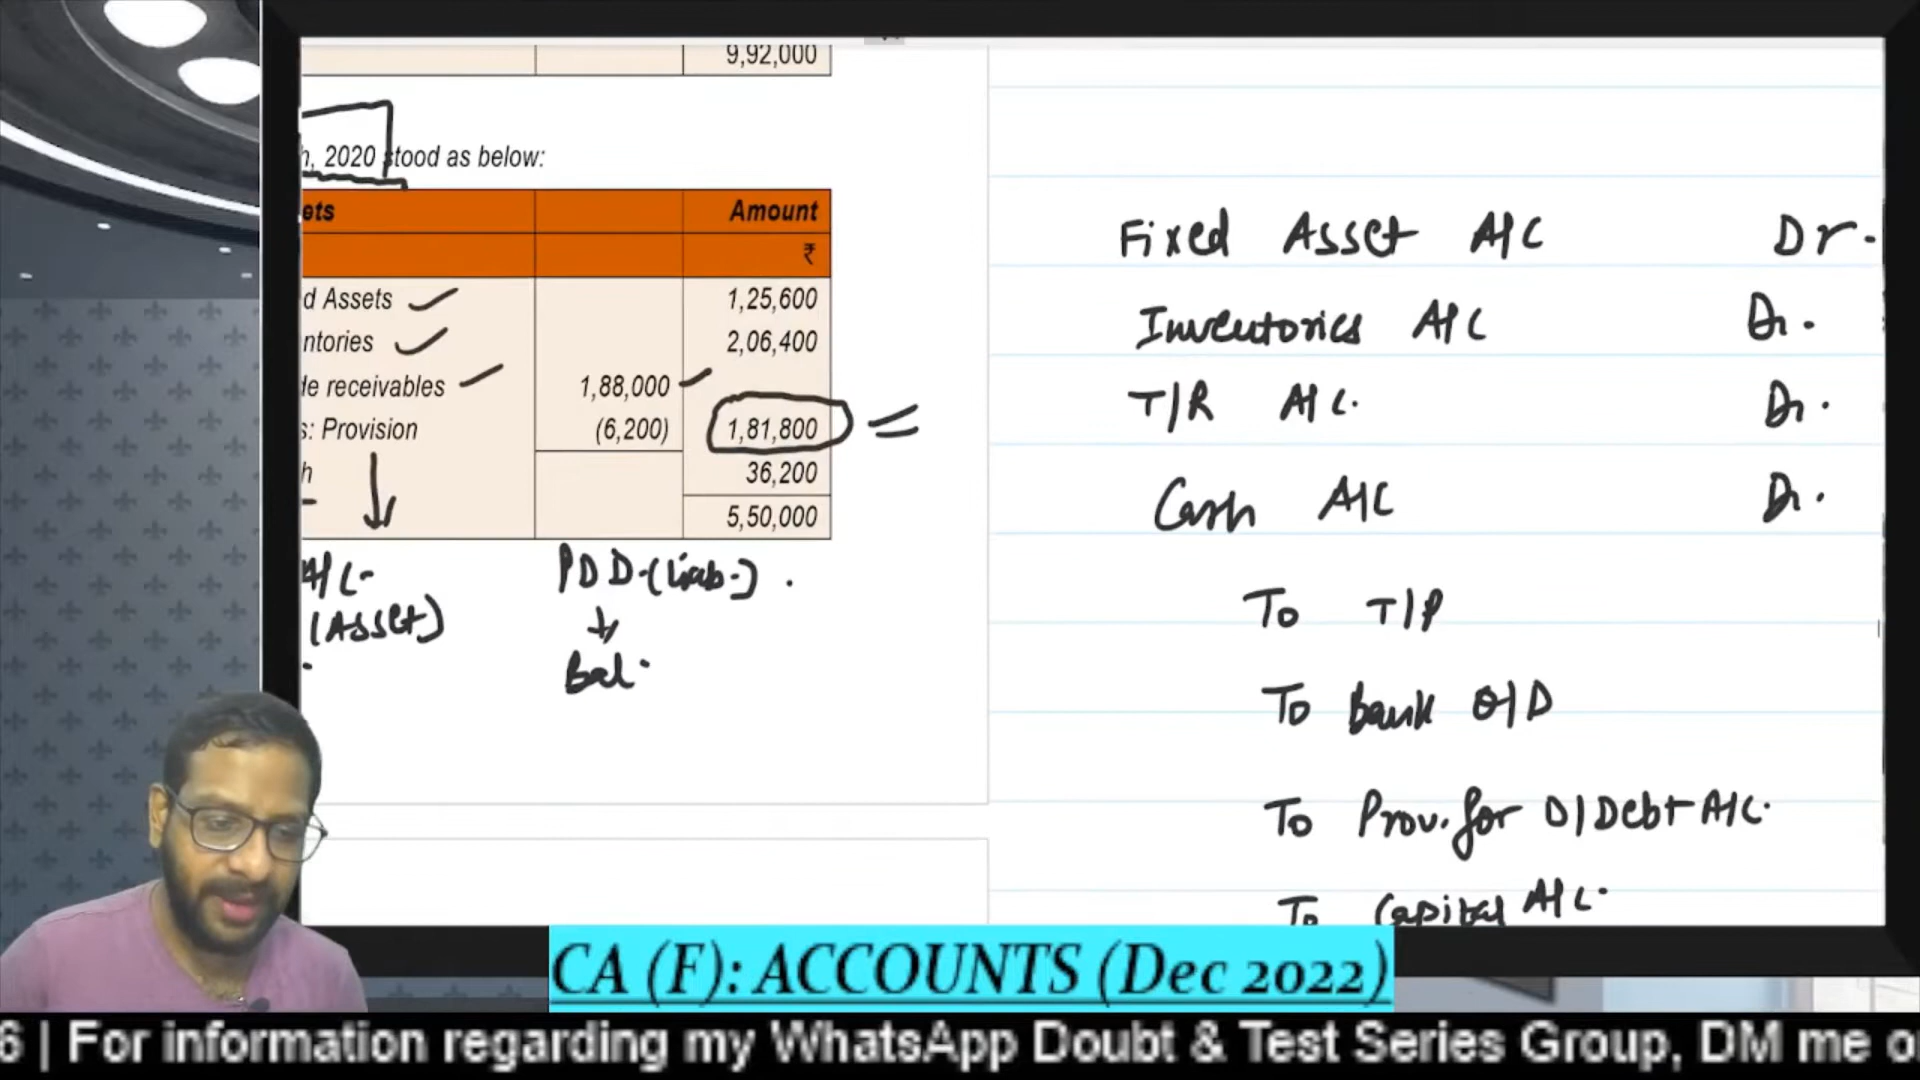 9,92,000
h, 2020 stood as below:
ets Amount
₹
d Assets 1,25,600
ntories 2,06,400
de receivables 1,88,000
s: Provision (6,200) 1,81,800
h 36,200
5,50,000
A/C
(Asset)
PDD (Liab.)
Bal.
Fixed Asset A/C Dr.
Inventories A/C Dr.
T/R A/C. Dr.
Cash A/C Dr.
To T/P
To Bank O/D
To Prov. for D/Debt A/C.
To Capital A/C.
CA (F): ACCOUNTS (Dec 2022)
6 | For information regarding my WhatsApp Doubt & Test Series Group, DM me o